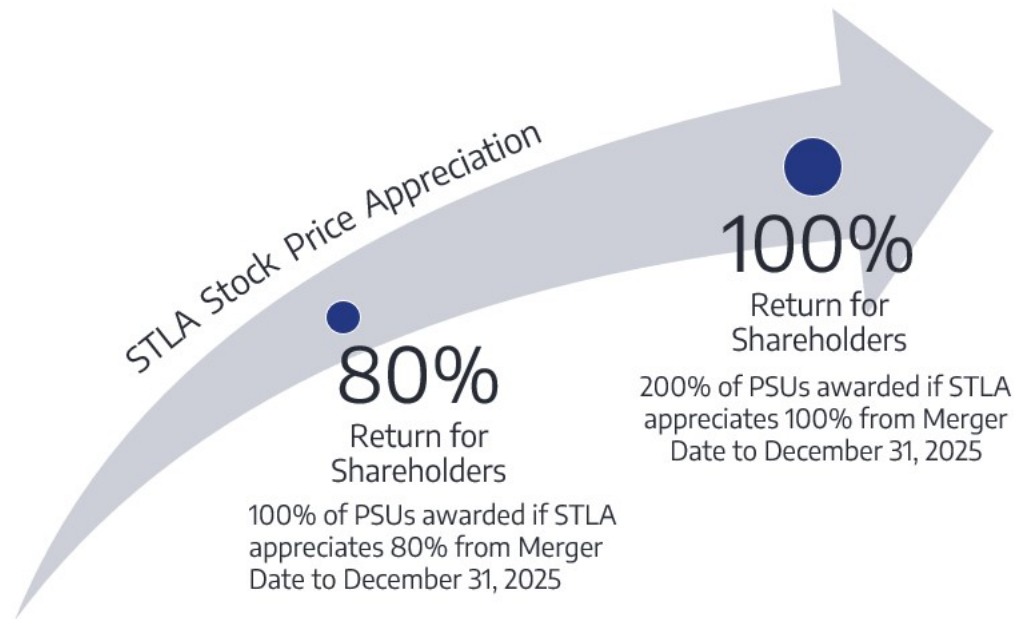 STLA Stock Price Appreciation
80%
Return for
Shareholders
100% of PSUs awarded if STLA
appreciates 80% from Merger
Date to December 31, 2025
100%
Return for
Shareholders
200% of PSUs awarded if STLA
appreciates 100% from Merger
Date to December 31, 2025